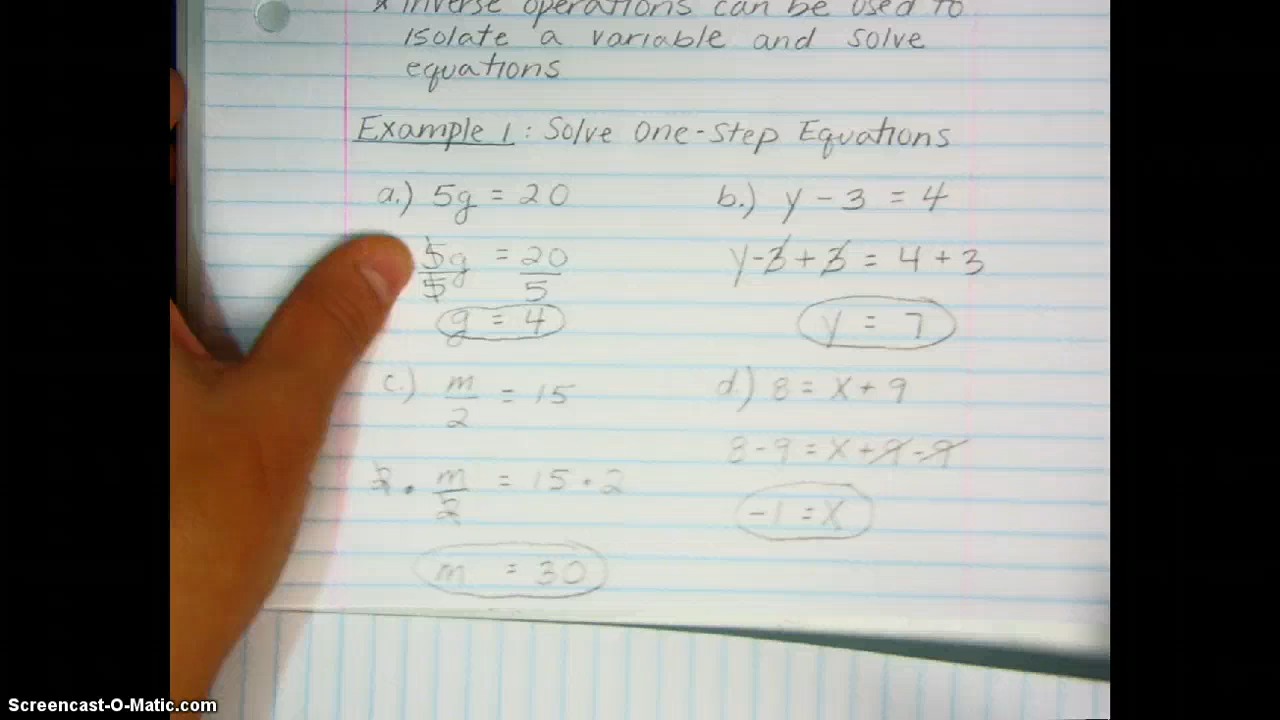 * inverse operations can be used to
isolate a variable and solve
equations
Example 1: Solve One-Step Equations
a.) 5g = 20
5g/5 = 20/5
g = 4
b.) y - 3 = 4
y - 3 + 3 = 4 + 3
y = 7
c.) m/2 = 15
2 · m/2 = 15 · 2
m = 30
d.) 8 = x + 9
8 - 9 = x + 9 - 9
-1 = x
Screencast-O-Matic.com